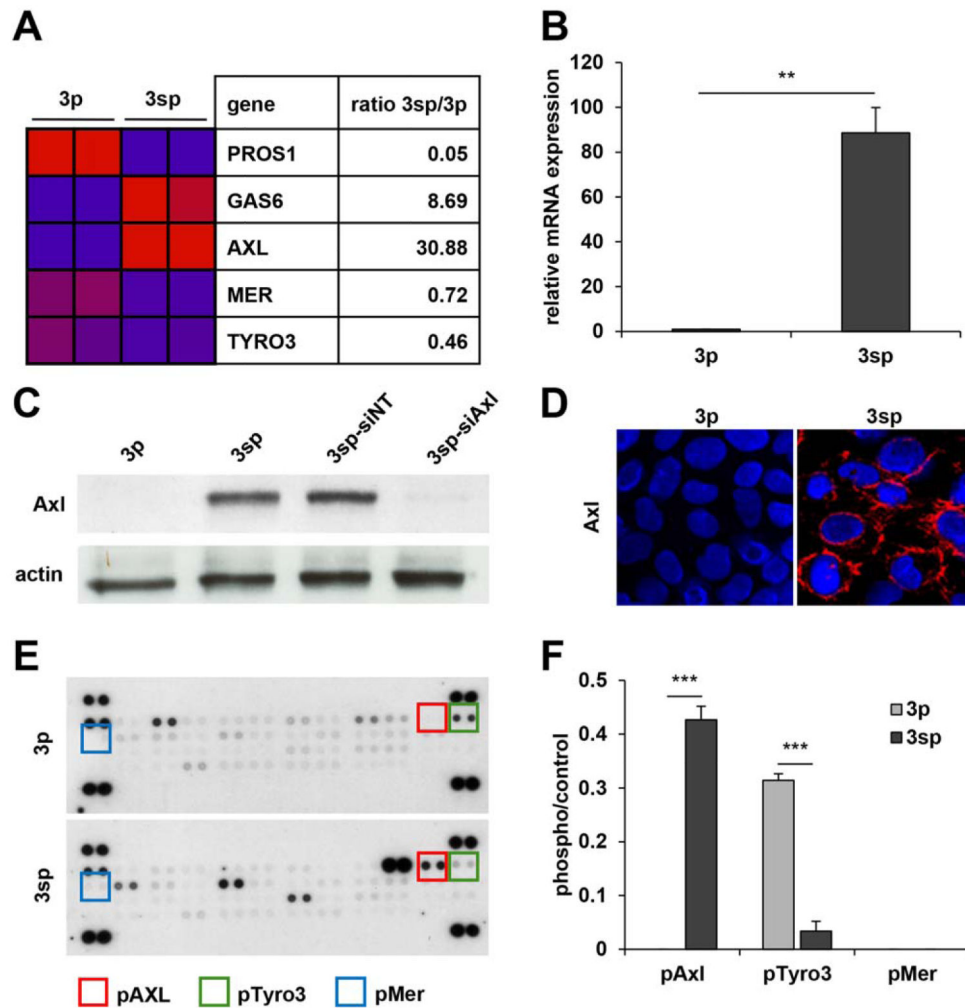 A
3p 3sp gene ratio 3sp/3p
PROS1 0.05
GAS6 8.69
AXL 30.88
MER 0.72
TYRO3 0.46
B
relative mRNA expression
120
100
80
60
40
20
0
**
3p 3sp
C
3p 3sp 3sp-siNT 3sp-siAxl
Axl
actin
D
3p 3sp
Axl
E
3p
3sp
pAXL pTyro3 pMer
F
phospho/control
0.5
0.4
0.3
0.2
0.1
0
***
***
3p
3sp
pAxl pTyro3 pMer